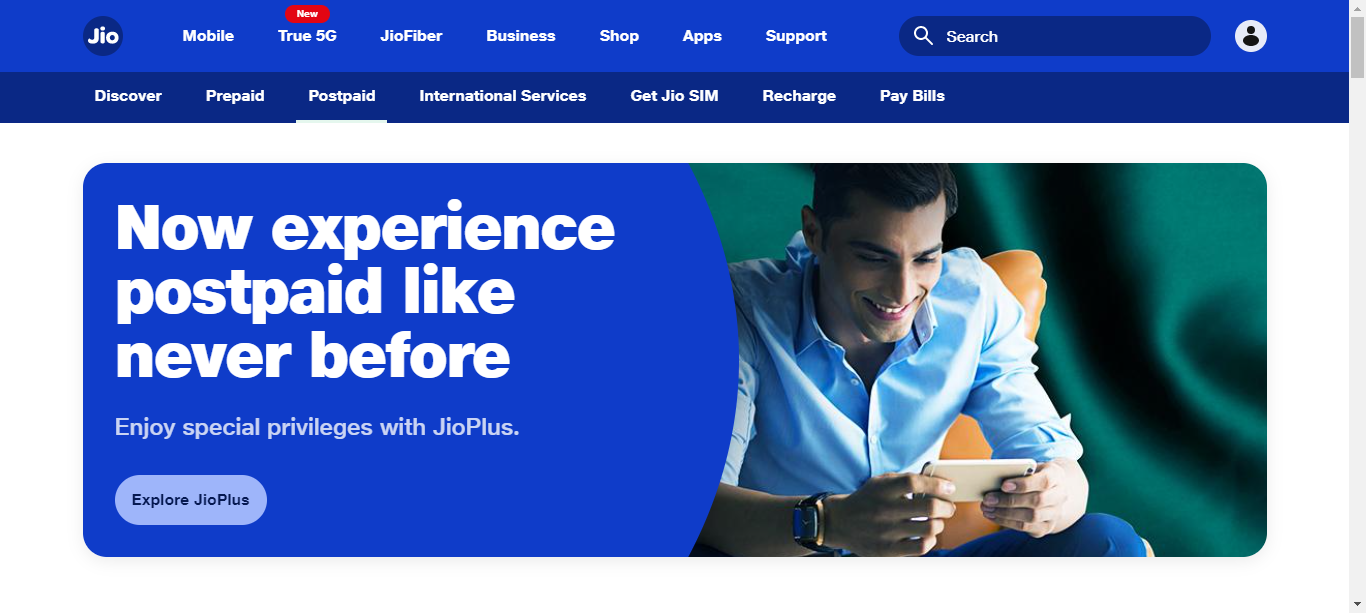 Jio
Mobile
New
True 5G
JioFiber
Business
Shop
Apps
Support
Search
Discover
Prepaid
Postpaid
International Services
Get Jio SIM
Recharge
Pay Bills
Now experience
postpaid like
never before
Enjoy special privileges with JioPlus.
Explore JioPlus